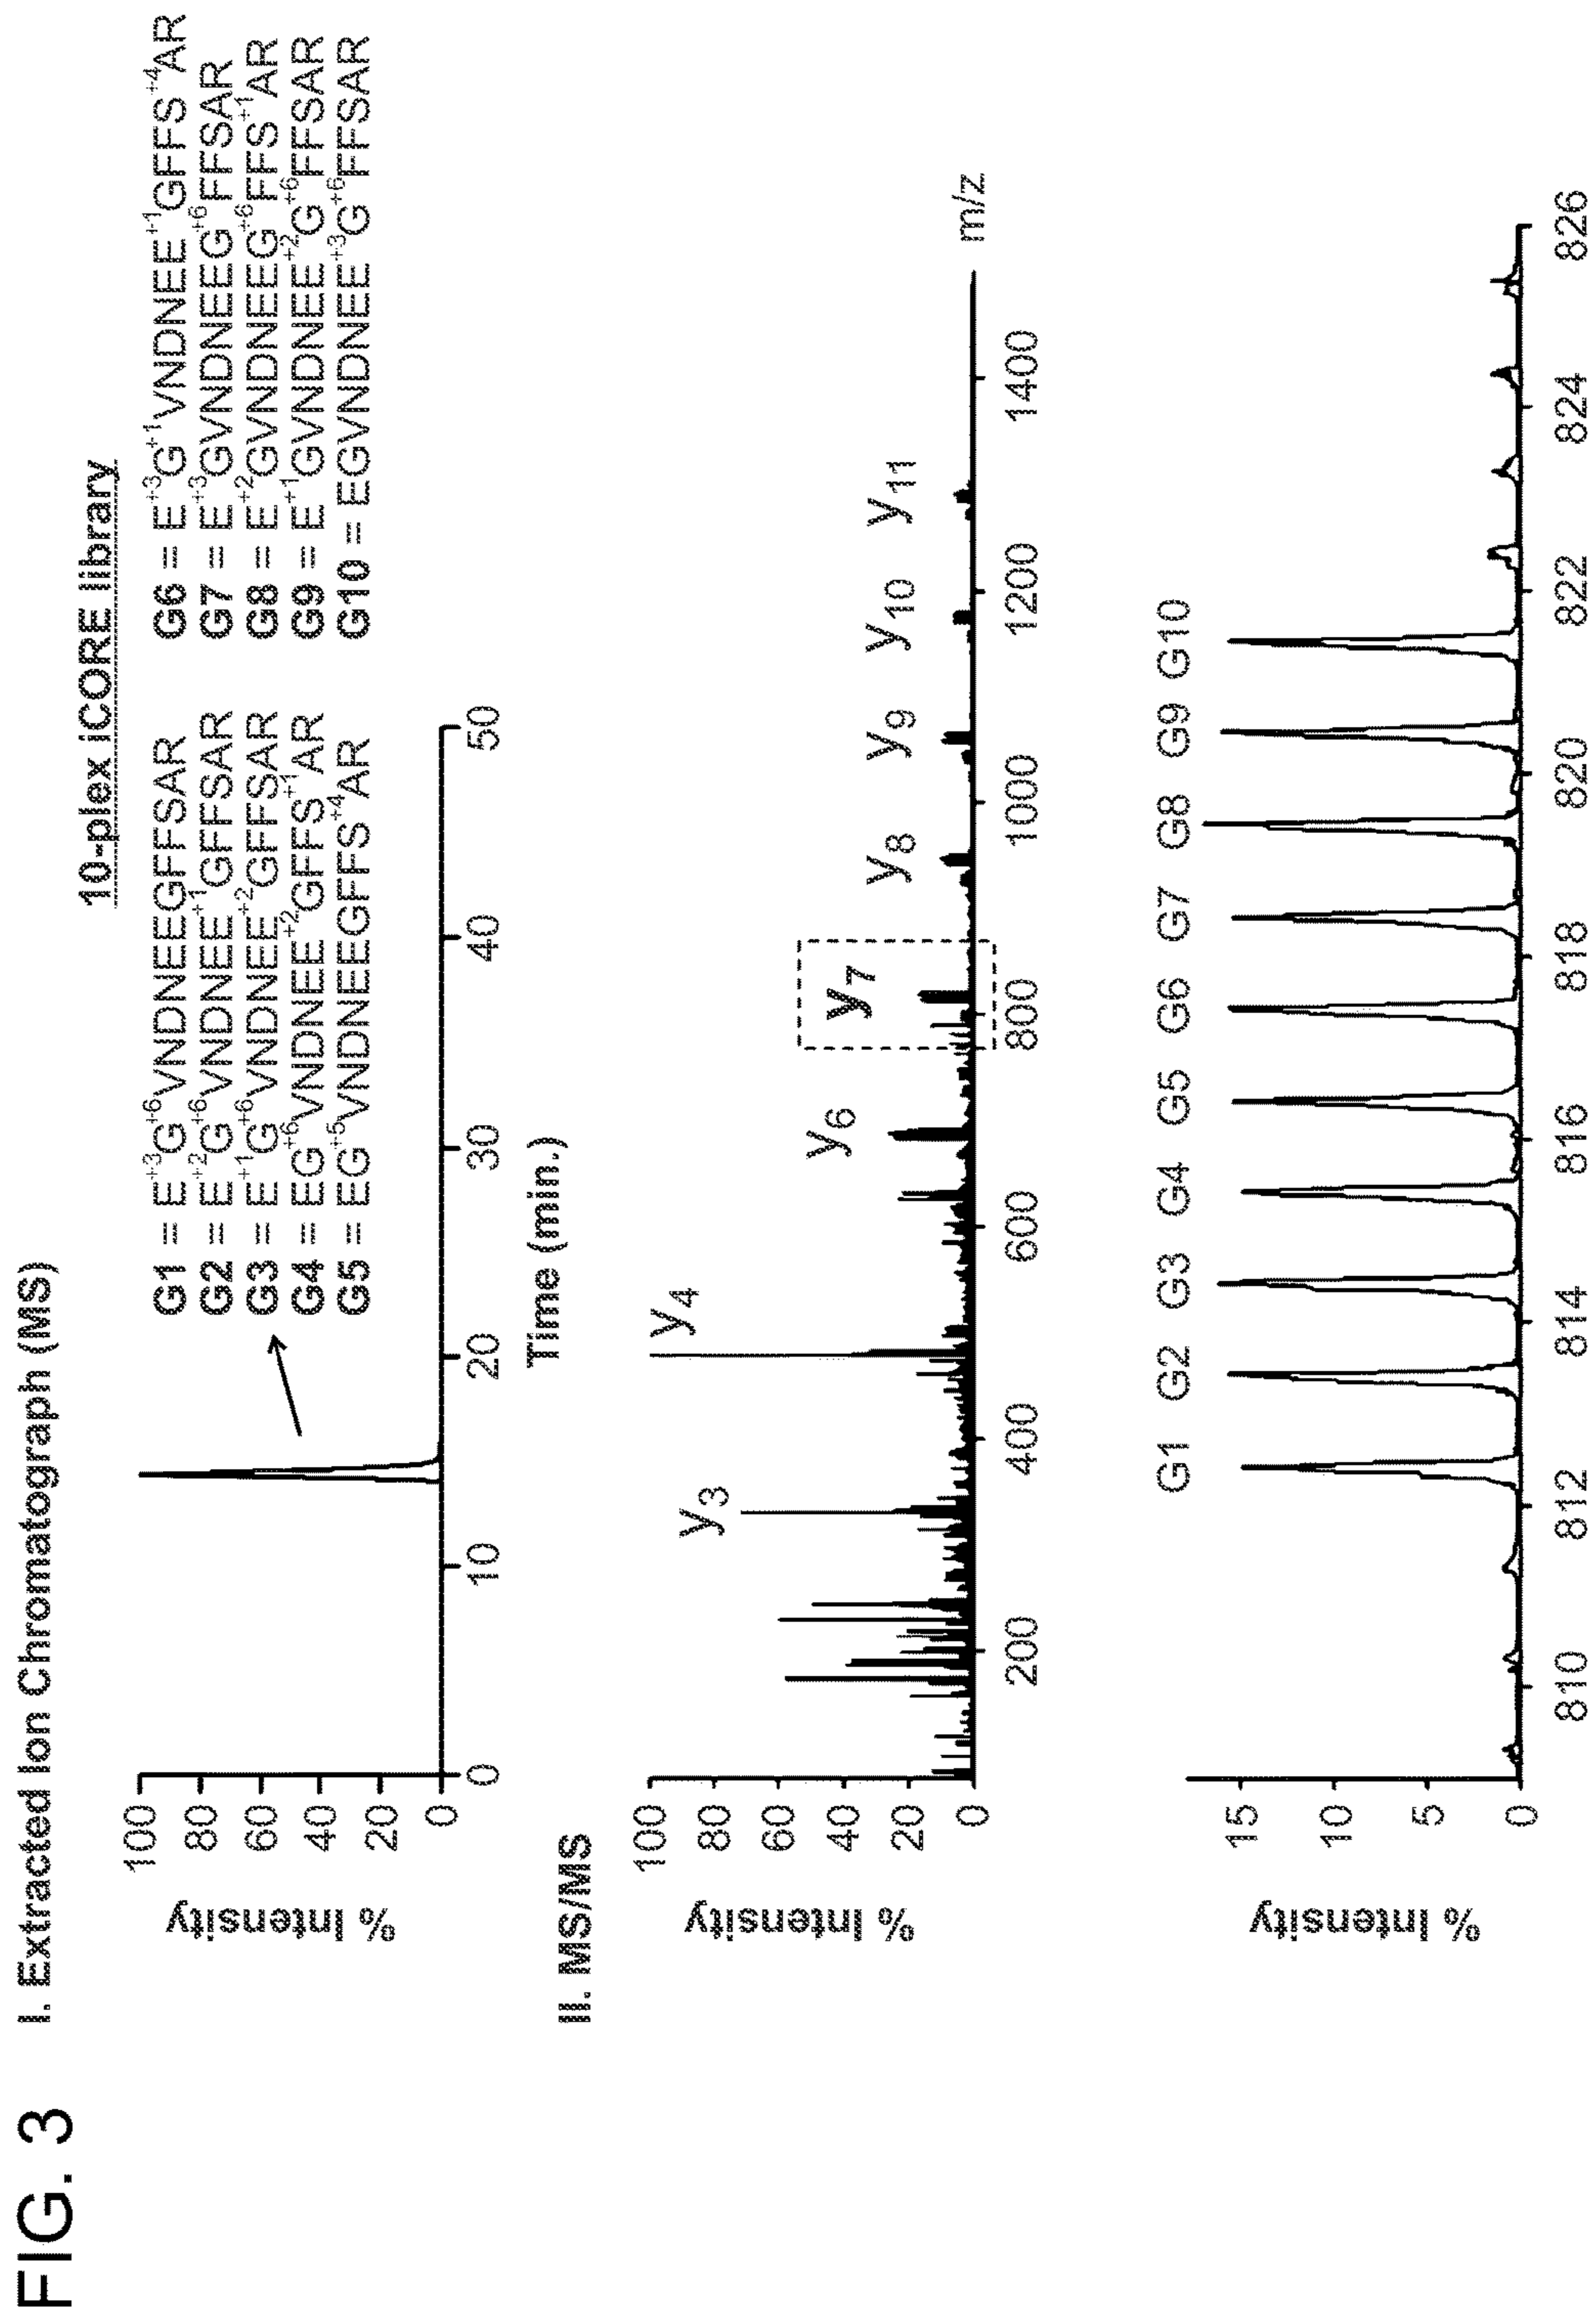 FIG. 3
I. Extracted Ion Chromatograph (MS)
10-plex iCORE library
G1 = E+3G+6VNDNEEGFFSAR
G2 = E+2G+6VNDNEE+1GFFSAR
G3 = E+1G+6VNDNEE+2GFFSAR
G4 = EG+6VNDNEE+2GFFS+1AR
G5 = EG+5VNDNEEGFFS+4AR
G6 = E+3G+1VNDNEE+1GFFS+4AR
G7 = E+3GVNDNEEG+6FFSAR
G8 = E+2GVNDNEEG+6FFS+1AR
G9 = E+1GVNDNEE+2G+6FFSAR
G10 = EGVNDNEE+3G+6FFSAR
% Intensity
100
80
60
40
20
0
0 10 20 30 40 50
Time (min.)
II. MS/MS
% Intensity
100
80
60
40
20
0
y3 y4 y6 y7 y8 y9 y10 y11
200 400 600 800 1000 1200 1400
m/z
% Intensity
15
10
5
0
G1 G2 G3 G4 G5 G6 G7 G8 G9 G10
810 812 814 816 818 820 822 824 826